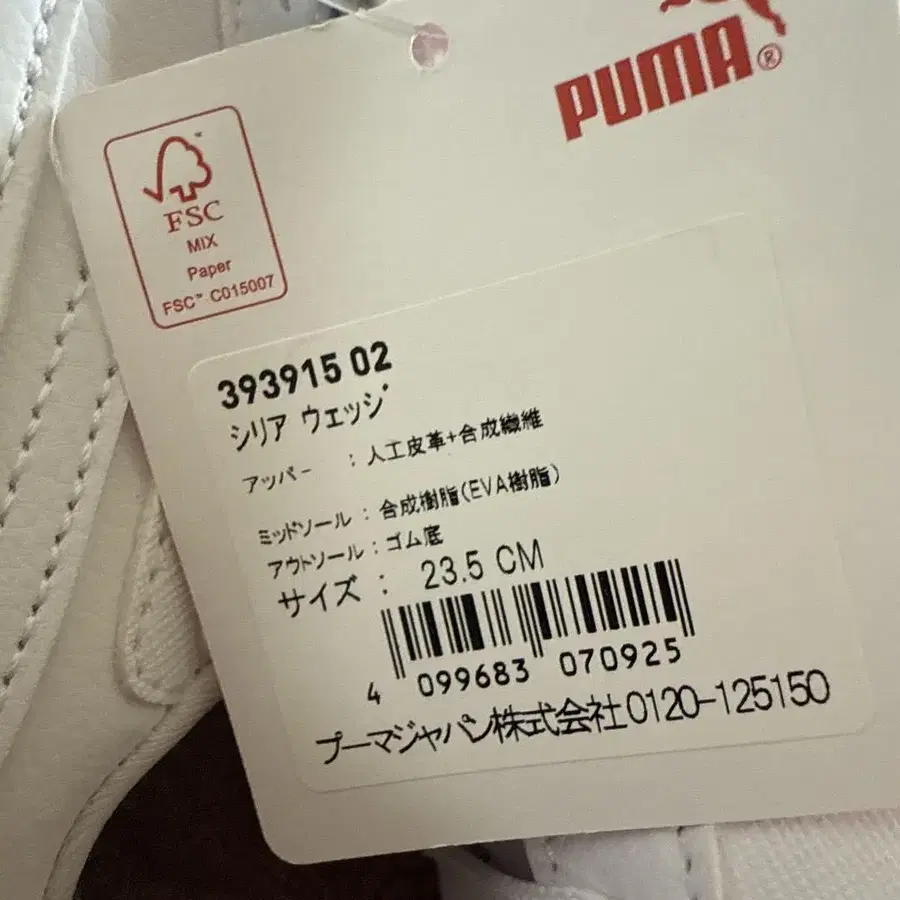 PUMA®
FSC
MIX
Paper
FSC™ C015007
393915 02
シリア ウェッジ
アッパー : 人工皮革+合成繊維
ミッドソール : 合成樹脂(EVA樹脂)
アウトソール : ゴム底
サイズ : 23.5 CM
4 099683 070925
プーマジャパン株式会社0120-125150